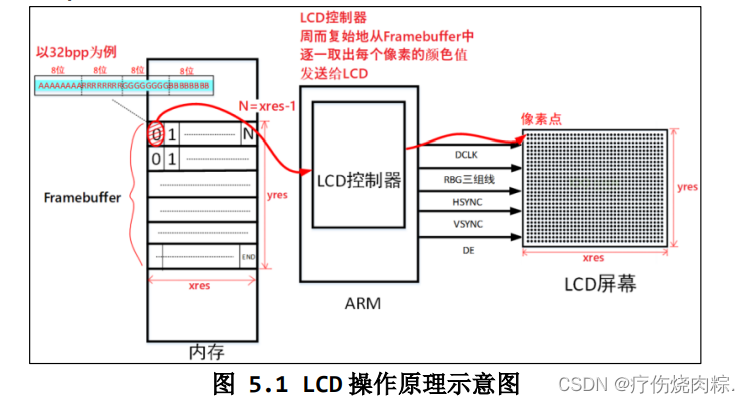 LCD控制器
周而复始地从Framebuffer中
逐一取出每个像素的颜色值
发送给LCD
以32bpp为例
8位 8位 8位 8位
AAAAAAAARRRRRRRRGGGGGGGGBBBBBBBB
N=xres-1
像素点
0 1 N
0 1
Framebuffer
yres
END
xres
内存
LCD控制器
ARM
DCLK
RBG三组线
HSYNC
VSYNC
DE
yres
xres
LCD屏幕
图 5.1 LCD 操作原理示意图
CSDN @疗伤烧肉粽.